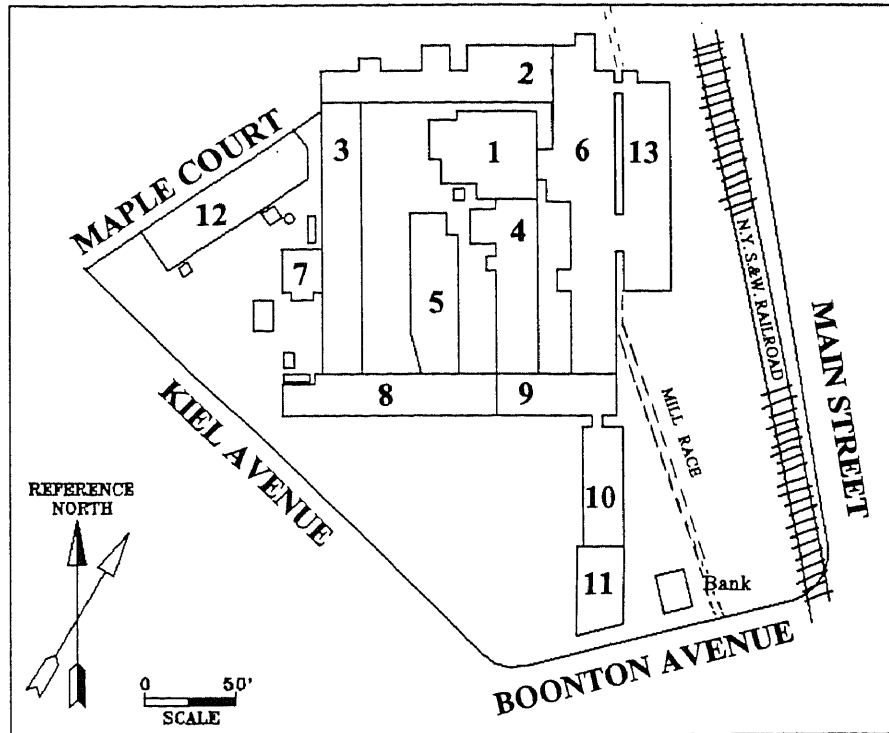 2
MAPLE COURT
3
1
6
13
12
4
7
5
N.Y. S.&W. RAILROAD
MAIN STREET
8
9
KIEL AVENUE
MILL RACE
10
REFERENCE
NORTH
11
Bank
BOONTON AVENUE
0 50'
SCALE